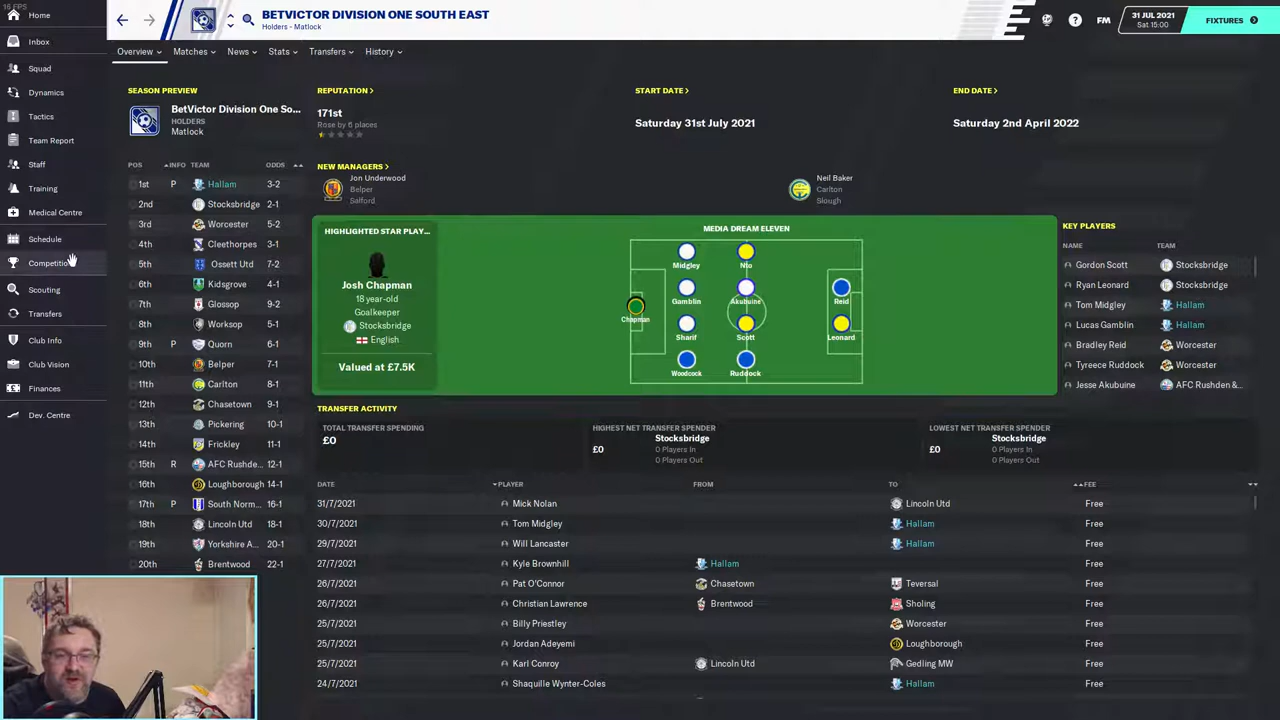 16 FPS
Home
BETVICTOR DIVISION ONE SOUTH EAST
Holders - Matlock
FM
31 JUL 2021
Sat 15:00
FIXTURES
Inbox
Squad
Dynamics
Tactics
Team Report
Staff
Training
Medical Centre
Schedule
Competitio
Scouting
Transfers
Club Info
Club Vision
Finances
Dev. Centre
Overview
Matches
News
Stats
Transfers
History
SEASON PREVIEW
BetVictor Division One So...
HOLDERS
Matlock
REPUTATION
171st
Rose by 6 places
START DATE
Saturday 31st July 2021
END DATE
Saturday 2nd April 2022
NEW MANAGERS
Jon Underwood
Belper
Salford
Neil Baker
Carlton
Slough
POS INFO TEAM ODDS
1st P Hallam 3-2
2nd Stocksbridge 2-1
3rd Worcester 5-2
4th Cleethorpes 3-1
5th Ossett Utd 7-2
6th Kidsgrove 4-1
7th Glossop 9-2
8th Worksop 5-1
9th P Quorn 6-1
10th Belper 7-1
11th Carlton 8-1
12th Chasetown 9-1
13th Pickering 10-1
14th Frickley 11-1
15th R AFC Rushde... 12-1
16th Loughborough 14-1
17th P South Norm... 16-1
18th Lincoln Utd 18-1
19th Yorkshire A... 20-1
20th Brentwood 22-1
HIGHLIGHTED STAR PLAY...
Josh Chapman
18 year-old
Goalkeeper
Stocksbridge
English
Valued at £7.5K
MEDIA DREAM ELEVEN
Midgley
Nto
Gamblin
Akubuine
Reid
Chapman
Sharif
Scott
Leonard
Woodcock
Ruddock
KEY PLAYERS
NAME TEAM
Gordon Scott Stocksbridge
Ryan Leonard Stocksbridge
Tom Midgley Hallam
Lucas Gamblin Hallam
Bradley Reid Worcester
Tyreece Ruddock Worcester
Jesse Akubuine AFC Rushden &...
TRANSFER ACTIVITY
TOTAL TRANSFER SPENDING
£0
HIGHEST NET TRANSFER SPENDER
£0
Stocksbridge
0 Players In
0 Players Out
LOWEST NET TRANSFER SPENDER
£0
Stocksbridge
0 Players In
0 Players Out
DATE PLAYER FROM TO FEE
31/7/2021 Mick Nolan Lincoln Utd Free
30/7/2021 Tom Midgley Hallam Free
29/7/2021 Will Lancaster Hallam Free
27/7/2021 Kyle Brownhill Hallam Free
26/7/2021 Pat O'Connor Chasetown Teversal Free
26/7/2021 Christian Lawrence Brentwood Sholing Free
25/7/2021 Billy Priestley Worcester Free
25/7/2021 Jordan Adeyemi Loughborough Free
25/7/2021 Karl Conroy Lincoln Utd Gedling MW Free
24/7/2021 Shaquille Wynter-Coles Hallam Free